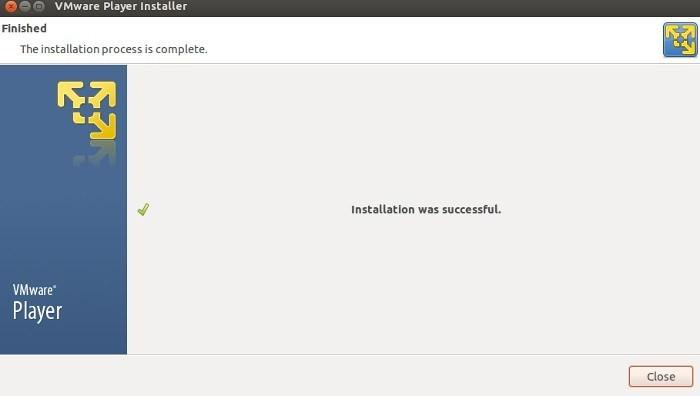 VMware Player Installer
Finished
The installation process is complete.
Installation was successful.
VMware®
Player
Close